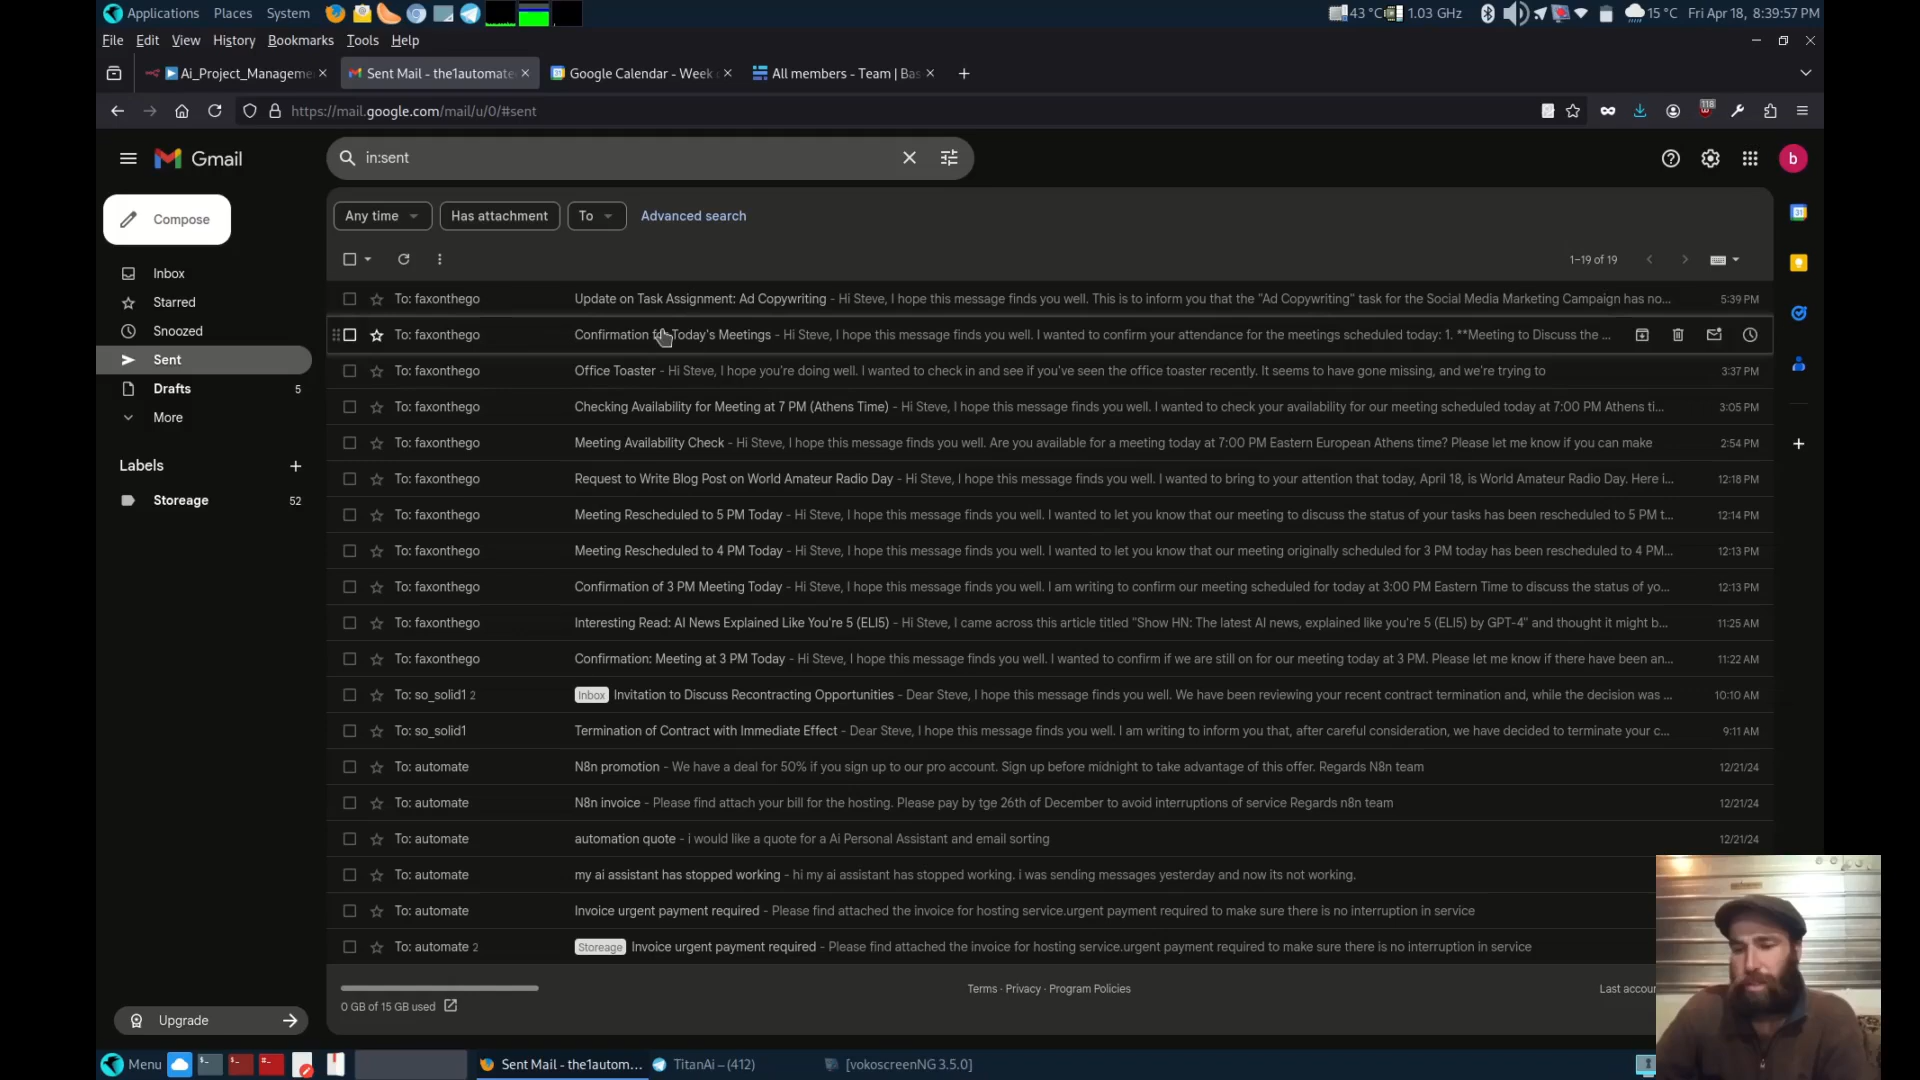 Applications Places System 43 °C 1.03 GHz 15 °C Fri Apr 18, 8:39:57 PM
File Edit View History Bookmarks Tools Help
Ai_Project_Manageme Sent Mail - the1automate Google Calendar - Week All members - Team | Bas
https://mail.google.com/mail/u/0/#sent 118
Gmail in:sent b
Compose
Any time Has attachment To Advanced search
1–19 of 19
Inbox
Starred
Snoozed
Sent
Drafts 5
More
Labels
Storeage 52
To: faxonthego Update on Task Assignment: Ad Copywriting - Hi Steve, I hope this message finds you well. This is to inform you that the "Ad Copywriting" task for the Social Media Marketing Campaign has no... 5:39 PM
To: faxonthego Confirmation for Today's Meetings - Hi Steve, I hope this message finds you well. I wanted to confirm your attendance for the meetings scheduled today: 1. **Meeting to Discuss the ...
To: faxonthego Office Toaster - Hi Steve, I hope you're doing well. I wanted to check in and see if you've seen the office toaster recently. It seems to have gone missing, and we're trying to 3:37 PM
To: faxonthego Checking Availability for Meeting at 7 PM (Athens Time) - Hi Steve, I hope this message finds you well. I wanted to check your availability for our meeting scheduled today at 7:00 PM Athens ti... 3:05 PM
To: faxonthego Meeting Availability Check - Hi Steve, I hope this message finds you well. Are you available for a meeting today at 7:00 PM Eastern European Athens time? Please let me know if you can make 2:54 PM
To: faxonthego Request to Write Blog Post on World Amateur Radio Day - Hi Steve, I hope this message finds you well. I wanted to bring to your attention that today, April 18, is World Amateur Radio Day. Here i... 12:18 PM
To: faxonthego Meeting Rescheduled to 5 PM Today - Hi Steve, I hope this message finds you well. I wanted to let you know that our meeting to discuss the status of your tasks has been rescheduled to 5 PM t... 12:14 PM
To: faxonthego Meeting Rescheduled to 4 PM Today - Hi Steve, I hope this message finds you well. I wanted to let you know that our meeting originally scheduled for 3 PM today has been rescheduled to 4 PM... 12:13 PM
To: faxonthego Confirmation of 3 PM Meeting Today - Hi Steve, I hope this message finds you well. I am writing to confirm our meeting scheduled for today at 3:00 PM Eastern Time to discuss the status of yo... 12:13 PM
To: faxonthego Interesting Read: AI News Explained Like You're 5 (ELI5) - Hi Steve, I came across this article titled "Show HN: The latest AI news, explained like you're 5 (ELI5) by GPT-4" and thought it might b... 11:25 AM
To: faxonthego Confirmation: Meeting at 3 PM Today - Hi Steve, I hope this message finds you well. I wanted to confirm if we are still on for our meeting today at 3 PM. Please let me know if there have been an... 11:22 AM
To: so_solid1 2 Inbox Invitation to Discuss Recontracting Opportunities - Dear Steve, I hope this message finds you well. We have been reviewing your recent contract termination and, while the decision was ... 10:10 AM
To: so_solid1 Termination of Contract with Immediate Effect - Dear Steve, I hope this message finds you well. I am writing to inform you that, after careful consideration, we have decided to terminate your c... 9:11 AM
To: automate N8n promotion - We have a deal for 50% if you sign up to our pro account. Sign up before midnight to take advantage of this offer. Regards N8n team 12/21/24
To: automate N8n invoice - Please find attach your bill for the hosting. Please pay by tge 26th of December to avoid interruptions of service Regards n8n team 12/21/24
To: automate automation quote - i would like a quote for a Ai Personal Assistant and email sorting 12/21/24
To: automate my ai assistant has stopped working - hi my ai assistant has stopped working. i was sending messages yesterday and now its not working.
To: automate Invoice urgent payment required - Please find attached the invoice for hosting service.urgent payment required to make sure there is no interruption in service
To: automate 2 Storeage Invoice urgent payment required - Please find attached the invoice for hosting service.urgent payment required to make sure there is no interruption in service
0 GB of 15 GB used Terms · Privacy · Program Policies Last accou
Upgrade
Menu Sent Mail - the1autom... TitanAi – (412) [vokoscreenNG 3.5.0]